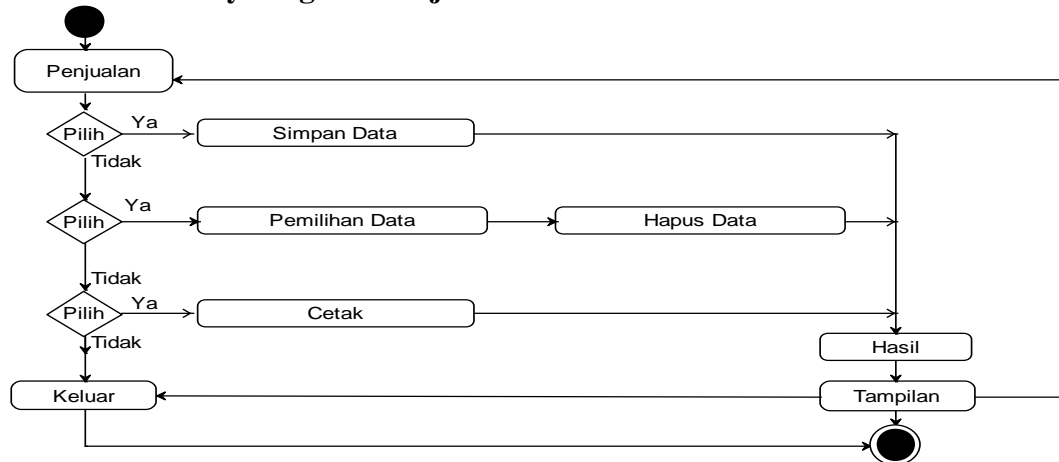 Penjualan
Pilih
Ya
Simpan Data
Tidak
Pilih
Ya
Pemilihan Data
Hapus Data
Tidak
Pilih
Ya
Cetak
Tidak
Hasil
Keluar
Tampilan